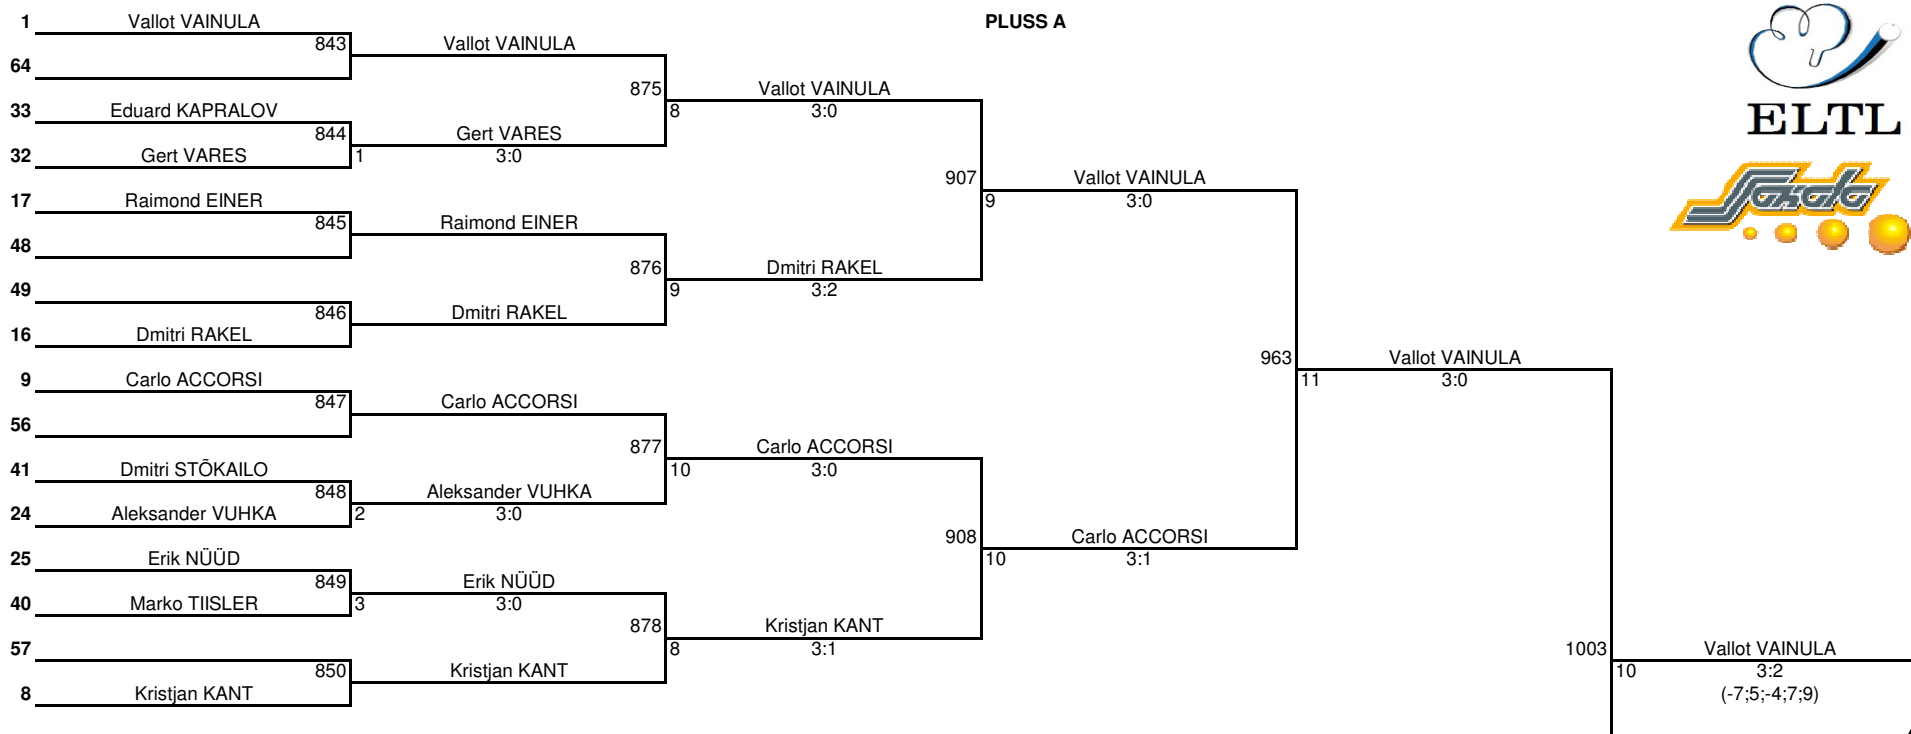 1 Vallot VAINULA PLUSS A
843 Vallot VAINULA
64
875 Vallot VAINULA
33 Eduard KAPRALOV 8 3:0
ELTL
844 Gert VARES
32 Gert VARES 1 3:0
907 Vallot VAINULA
Sakala
17 Raimond EINER 9 3:0
845 Raimond EINER
48
876 Dmitri RAKEL
49 9 3:2
846 Dmitri RAKEL
16 Dmitri RAKEL
963 Vallot VAINULA
9 Carlo ACCORSI 11 3:0
847 Carlo ACCORSI
56
877 Carlo ACCORSI
41 Dmitri STÕKAILO 10 3:0
848 Aleksander VUHKA
24 Aleksander VUHKA 2 3:0
908 Carlo ACCORSI
25 Erik NÜÜD 10 3:1
849 Erik NÜÜD
40 Marko TIISLER 3 3:0
878 Kristjan KANT
57 8 3:1
1003 Vallot VAINULA
850 Kristjan KANT 10 3:2
8 Kristjan KANT (-7;5;-4;7;9)